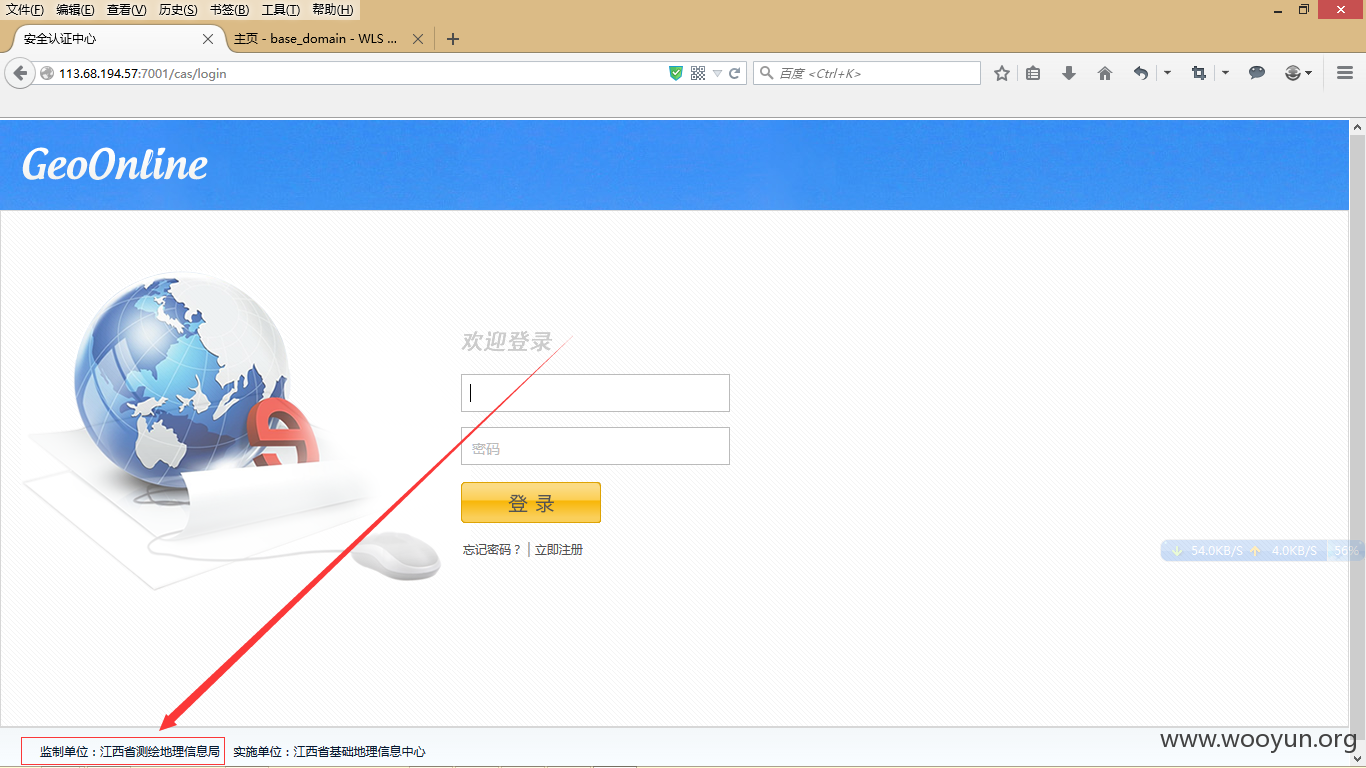 文件(F) 编辑(E) 查看(V) 历史(S) 书签(B) 工具(T) 帮助(H)
安全认证中心 主页 - base_domain - WLS ...
113.68.194.57:7001/cas/login 百度 <Ctrl+K>
GeoOnline
欢迎登录
密码
登 录
忘记密码？ | 立即注册
54.0KB/S 4.0KB/S 56%
监制单位：江西省测绘地理信息局 实施单位：江西省基础地理信息中心
www.wooyun.org